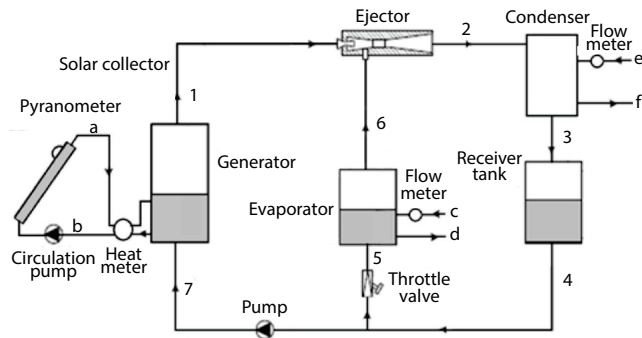 Ejector
Condenser
2
Flow
meter
e
Solar collector
f
1
Pyranometer
a
6
3
Generator
Receiver
tank
Flow
meter
Evaporator
c
b
d
Circulation
pump
Heat
meter
5
7
Throttle
valve
4
Pump